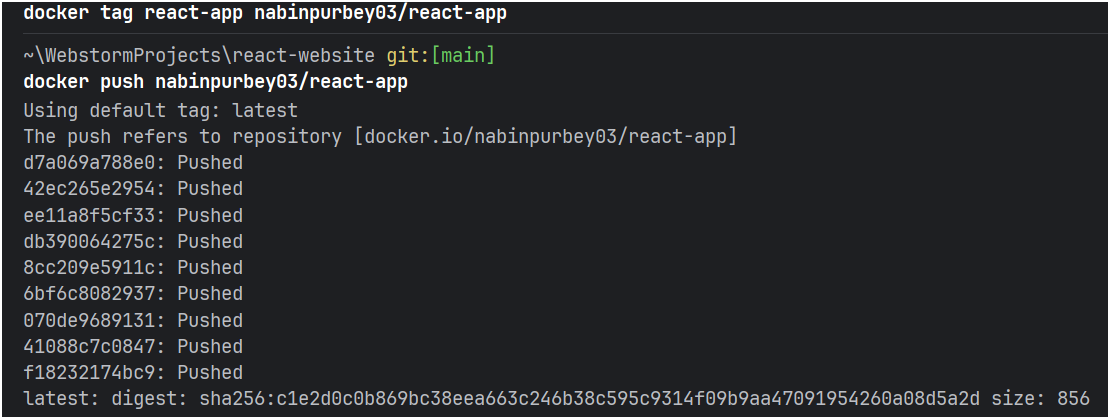 docker tag react-app nabinpurbey03/react-app
~\WebstormProjects\react-website git:[main]
docker push nabinpurbey03/react-app
Using default tag: latest
The push refers to repository [docker.io/nabinpurbey03/react-app]
d7a069a788e0: Pushed
42ec265e2954: Pushed
ee11a8f5cf33: Pushed
db390064275c: Pushed
8cc209e5911c: Pushed
6bf6c8082937: Pushed
070de9689131: Pushed
41088c7c0847: Pushed
f18232174bc9: Pushed
latest: digest: sha256:c1e2d0c0b869bc38eea663c246b38c595c9314f09b9aa47091954260a08d5a2d size: 856